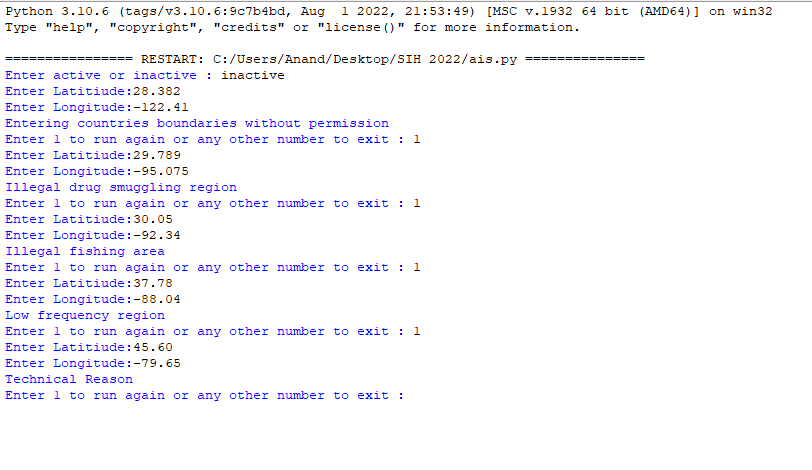 Python 3.10.6 (tags/v3.10.6:9c7b4bd, Aug  1 2022, 21:53:49) [MSC v.1932 64 bit (AMD64)] on win32
Type "help", "copyright", "credits" or "license()" for more information.
================ RESTART: C:/Users/Anand/Desktop/SIH 2022/ais.py ===============
Enter active or inactive : inactive
Enter Latitiude:28.382
Enter Longitude:-122.41
Entering countries boundaries without permission
Enter 1 to run again or any other number to exit : 1
Enter Latitiude:29.789
Enter Longitude:-95.075
Illegal drug smuggling region
Enter 1 to run again or any other number to exit : 1
Enter Latitiude:30.05
Enter Longitude:-92.34
Illegal fishing area
Enter 1 to run again or any other number to exit : 1
Enter Latitiude:37.78
Enter Longitude:-88.04
Low frequency region
Enter 1 to run again or any other number to exit : 1
Enter Latitiude:45.60
Enter Longitude:-79.65
Technical Reason
Enter 1 to run again or any other number to exit :